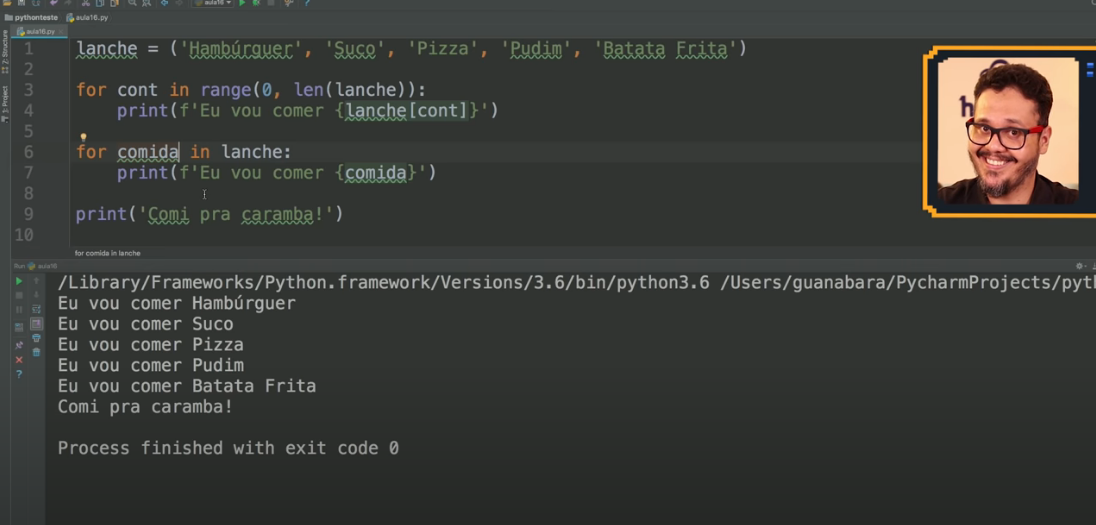 pythonteste aula16.py
aula16
aula16.py
1 lanche = ('Hambúrguer', 'Suco', 'Pizza', 'Pudim', 'Batata Frita')
2
3 for cont in range(0, len(lanche)):
4 print(f'Eu vou comer {lanche[cont]}')
5
6 for comida in lanche:
7 print(f'Eu vou comer {comida}')
8
9 print('Comi pra caramba!')
10
for comida in lanche
Run aula16
/Library/Frameworks/Python.framework/Versions/3.6/bin/python3.6 /Users/guanabara/PycharmProjects/pyth
Eu vou comer Hambúrguer
Eu vou comer Suco
Eu vou comer Pizza
Eu vou comer Pudim
Eu vou comer Batata Frita
Comi pra caramba!
Process finished with exit code 0
Z: Structure
1: Project